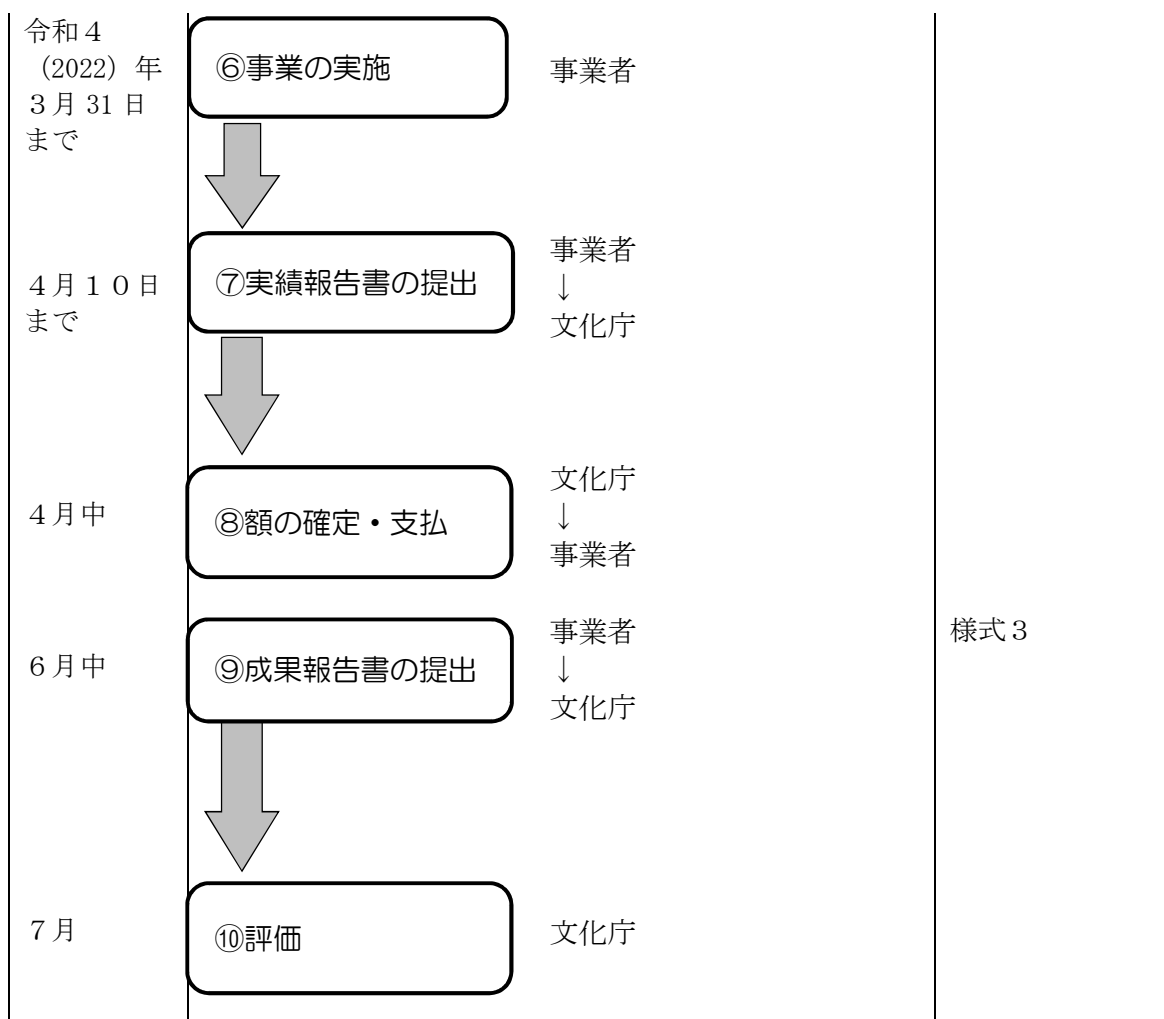 令和４
（2022）年
３月 31 日
まで
⑥事業の実施
事業者
４月１０日
まで
⑦実績報告書の提出
事業者
↓
文化庁
４月中
⑧額の確定・支払
文化庁
↓
事業者
６月中
⑨成果報告書の提出
事業者
↓
文化庁
様式３
７月
⑩評価
文化庁